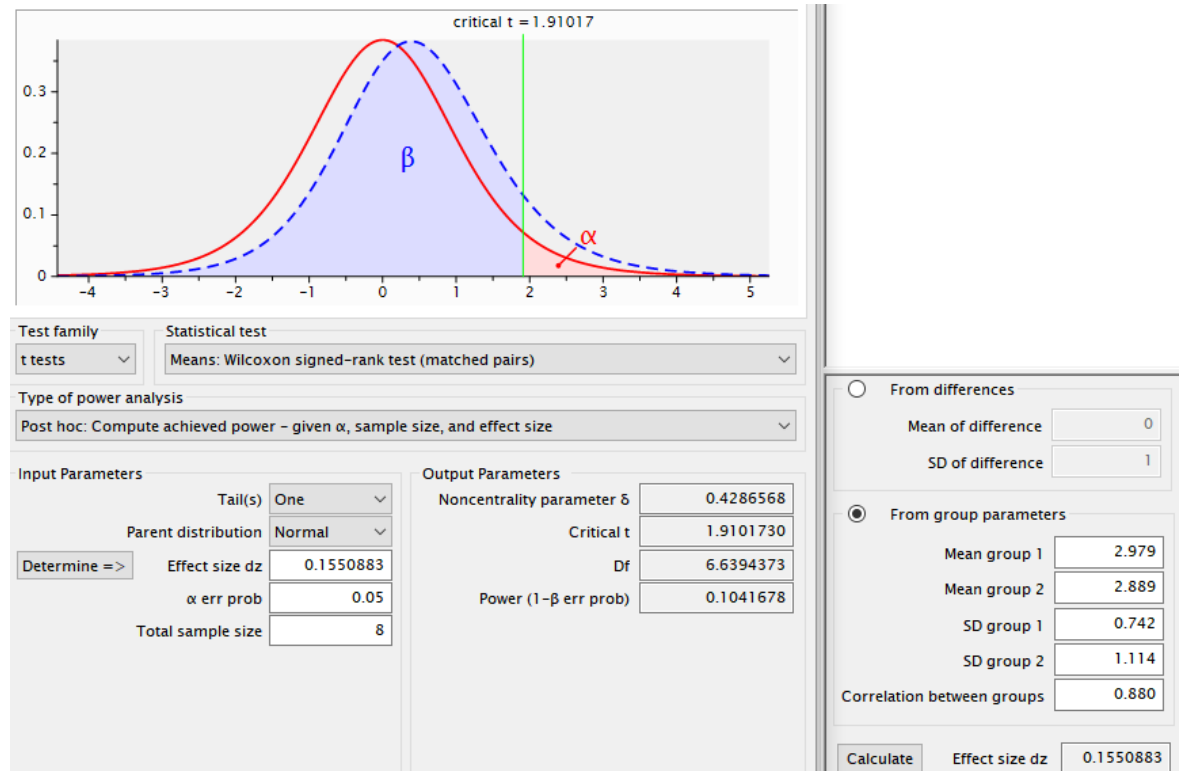 critical t = 1.91017
0.3
0.2
0.1
0
β
α
-4 -3 -2 -1 0 1 2 3 4 5
Test family Statistical test
t tests Means: Wilcoxon signed-rank test (matched pairs)
Type of power analysis
Post hoc: Compute achieved power – given α, sample size, and effect size
Input Parameters
Tail(s) One
Parent distribution Normal
Determine => Effect size dz 0.1550883
α err prob 0.05
Total sample size 8
Output Parameters
Noncentrality parameter δ 0.4286568
Critical t 1.9101730
Df 6.6394373
Power (1-β err prob) 0.1041678
From differences
Mean of difference 0
SD of difference 1
From group parameters
Mean group 1 2.979
Mean group 2 2.889
SD group 1 0.742
SD group 2 1.114
Correlation between groups 0.880
Calculate Effect size dz 0.1550883